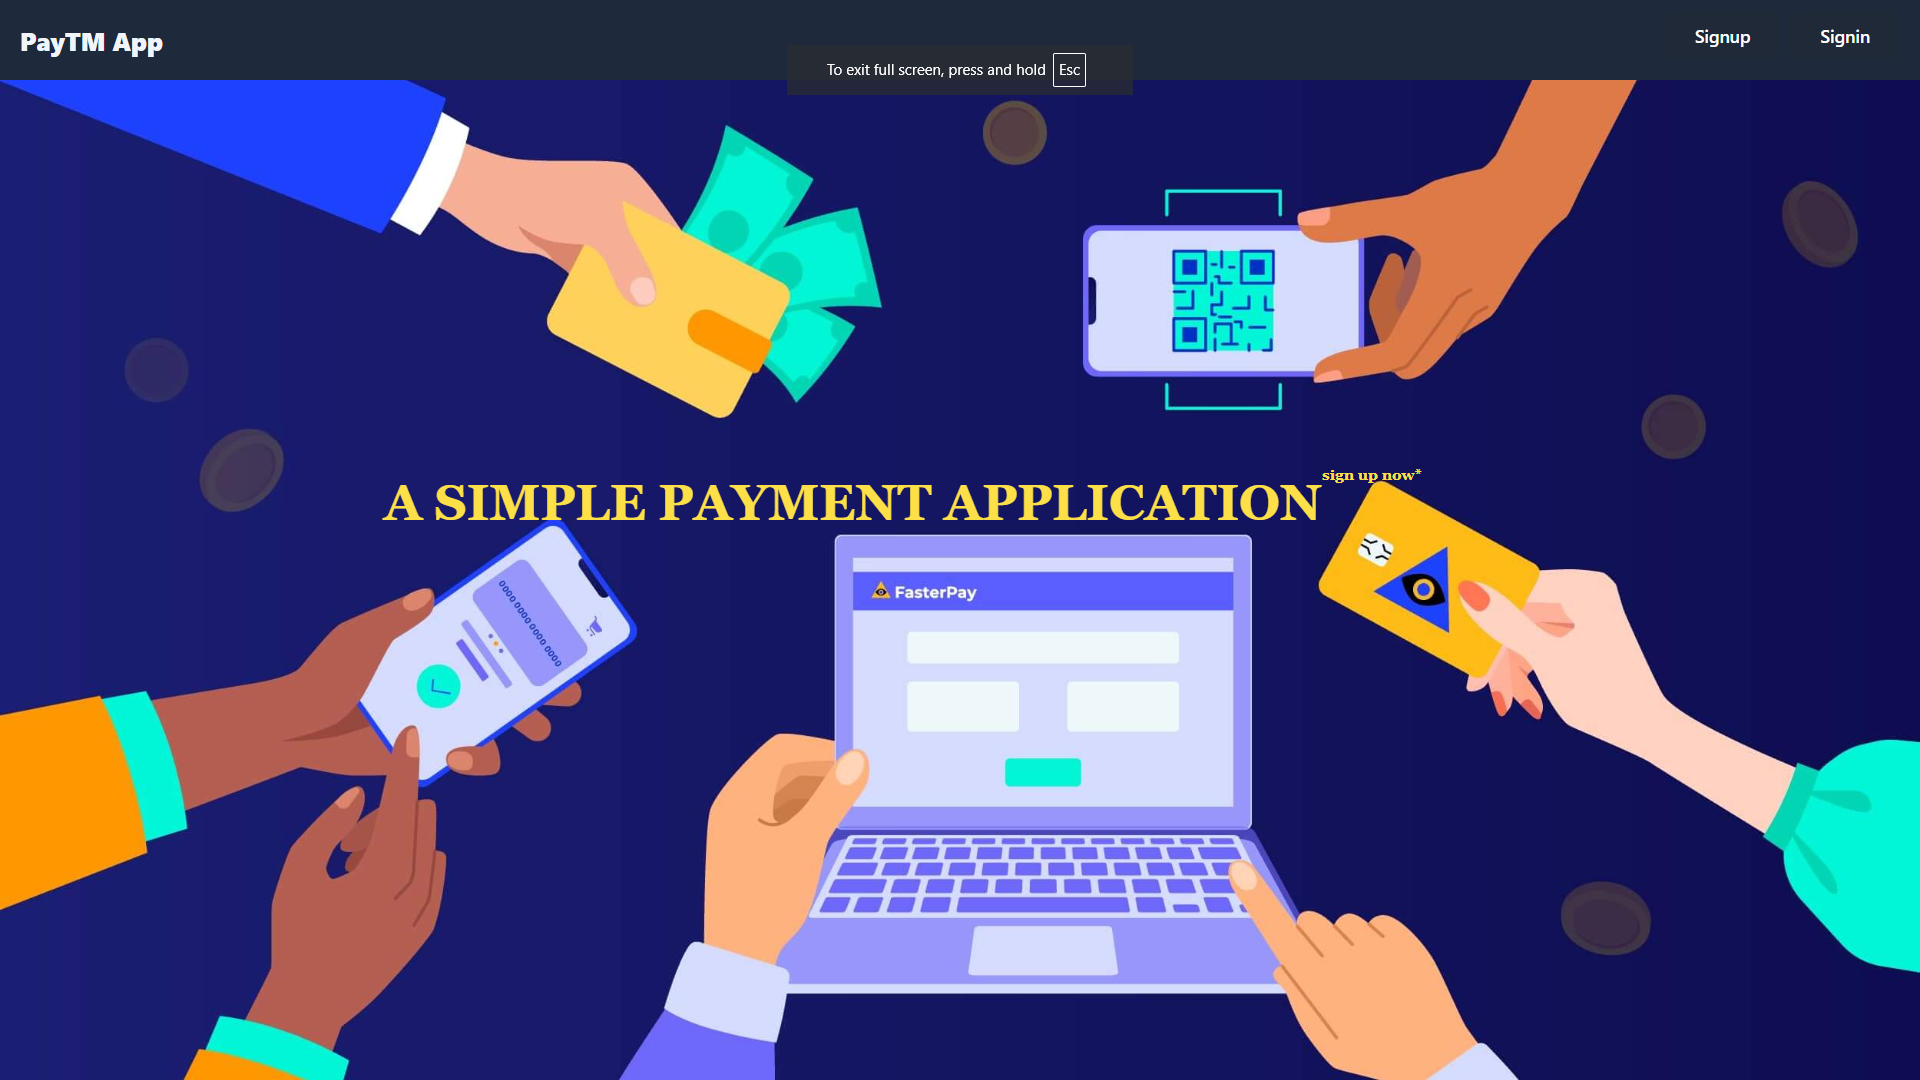 PayTM App
Signup
Signin
To exit full screen, press and hold Esc
sign up now*
A SIMPLE PAYMENT APPLICATION
FasterPay
0000 0000 0000 0000